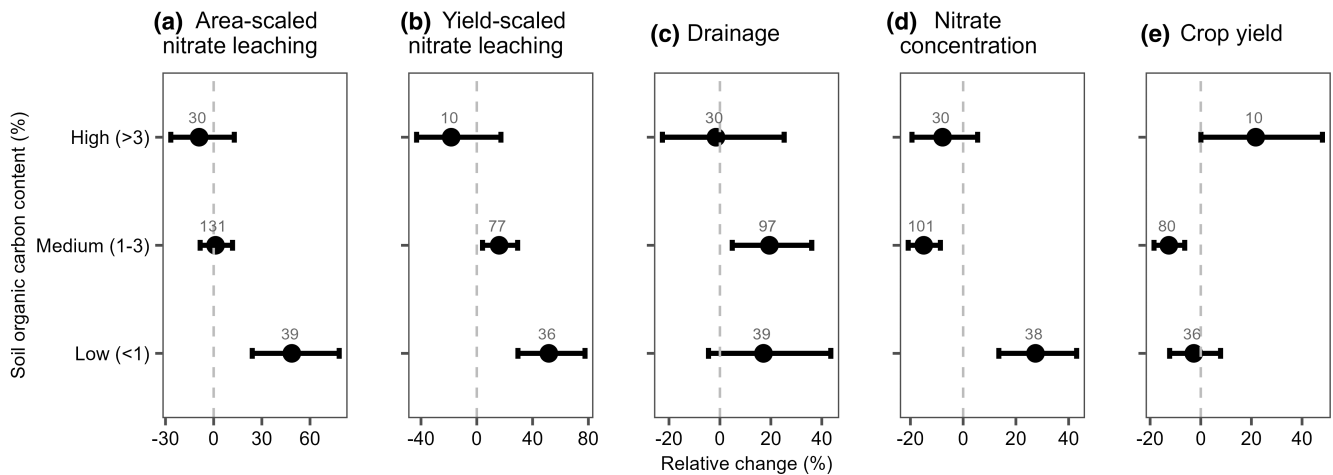 (a) Area-scaled
nitrate leaching
(b) Yield-scaled
nitrate leaching
(c) Drainage
(d) Nitrate
concentration
(e) Crop yield
Soil organic carbon content (%)
High (>3)
30
10
30
30
10
Medium (1-3)
131
77
97
101
80
Low (<1)
39
36
39
38
36
-30 0 30 60
-40 0 40 80
0 20 40
-20 0 20 40
-20 0 20 40
Relative change (%)